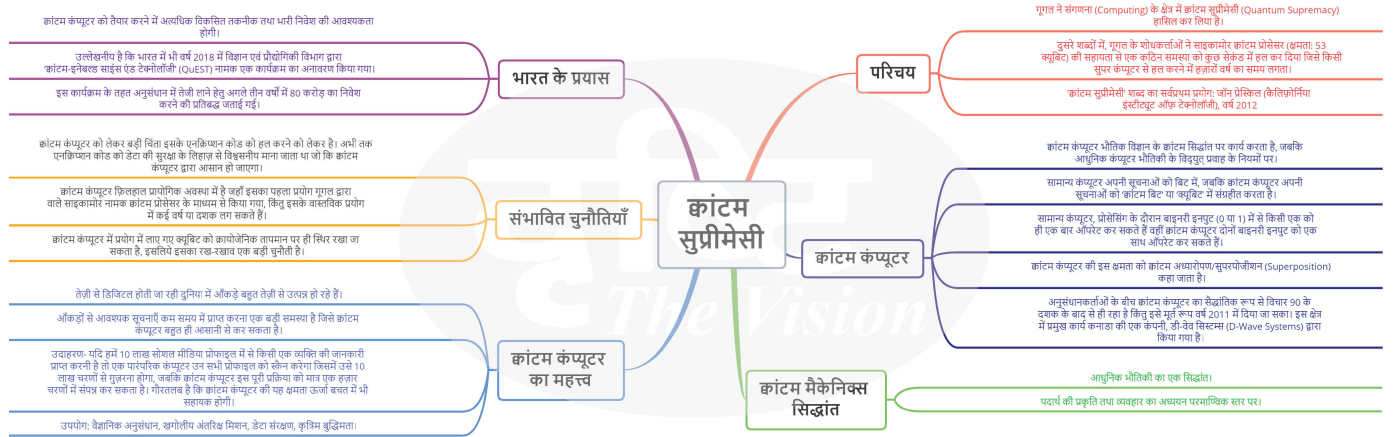 क्वांटम
सुप्रीमेसी
परिचय
गूगल ने संगणना (Computing) के क्षेत्र में क्वांटम सुप्रीमेसी (Quantum Supremacy)
हासिल कर लिया है।
दुसरे शब्दों में, गूगल के शोधकर्त्ताओं ने साइकामोर क्वांटम प्रोसेसर (क्षमता: 53
क्यूबिट) की सहायता से एक कठिन समस्या को कुछ सेकंड में हल कर दिया जिसे किसी
सुपर कंप्यूटर से हल करने में हज़ारों वर्ष का समय लगता।
'क्वांटम सुप्रीमेसी' शब्द का सर्वप्रथम प्रयोग: जॉन प्रेस्किल (कैलिफ़ोर्निया
इंस्टीट्यूट ऑफ़ टेक्नोलॉजी), वर्ष 2012
क्वांटम कंप्यूटर
क्वांटम कंप्यूटर भौतिक विज्ञान के क्वांटम सिद्धांत पर कार्य करता है, जबकि
आधुनिक कंप्यूटर भौतिकी के विद्युत् प्रवाह के नियमों पर।
सामान्य कंप्यूटर अपनी सूचनाओं को बिट में, जबकि क्वांटम कंप्यूटर अपनी
सूचनाओं को 'क्वांटम बिट' या 'क्यूबिट' में संग्रहीत करता है।
सामान्य कंप्यूटर, प्रोसेसिंग के दौरान बाइनरी इनपुट (0 या 1) में से किसी एक को
ही एक बार ऑपरेट कर सकते हैं वहीं क्वांटम कंप्यूटर दोनों बाइनरी इनपुट को एक
साथ ऑपरेट कर सकते हैं।
क्वांटम कंप्यूटर की इस क्षमता को क्वांटम अध्यारोपण/सुपरपोजीशन (Superposition)
कहा जाता है।
अनुसंधानकर्ताओं के बीच क्वांटम कंप्यूटर का सैद्धांतिक रूप से विचार 90 के
दशक के बाद से ही रहा है किंतु इसे मूर्त रूप वर्ष 2011 में दिया जा सका। इस क्षेत्र
में प्रमुख कार्य कनाडा की एक कंपनी, डी-वेव सिस्टम्स (D-Wave Systems) द्वारा
किया गया है।
क्वांटम मैकेनिक्स
सिद्धांत
आधुनिक भौतिकी का एक सिद्धांत।
पदार्थ की प्रकृति तथा व्यवहार का अध्ययन परमाण्विक स्तर पर।
भारत के प्रयास
क्वांटम कंप्यूटर को तैयार करने में अत्यधिक विकसित तकनीक तथा भारी निवेश की आवश्यकता
होगी।
उल्लेखनीय है कि भारत में भी वर्ष 2018 में विज्ञान एवं प्रौद्योगिकी विभाग द्वारा
'क्वांटम-इनेबल्ड साइंस एंड टेक्नोलॉजी' (QuEST) नामक एक कार्यक्रम का अनावरण किया गया।
इस कार्यक्रम के तहत अनुसंधान में तेजी लाने हेतु अगले तीन वर्षों में 80 करोड़ का निवेश
करने की प्रतिबद्ध जताई गई।
संभावित चुनौतियाँ
क्वांटम कंप्यूटर को लेकर बड़ी चिंता इसके एनक्रिप्शन कोड को हल करने को लेकर है। अभी तक
एनक्रिप्शन कोड को डेटा की सुरक्षा के लिहाज़ से विश्वसनीय माना जाता था जो कि क्वांटम
कंप्यूटर द्वारा आसान हो जाएगा।
क्वांटम कंप्यूटर फ़िलहाल प्रायोगिक अवस्था में है जहाँ इसका पहला प्रयोग गूगल द्वारा
वाले साइकामोर नामक क्वांटम प्रोसेसर के माध्यम से किया गया, किंतु इसके वास्तविक प्रयोग
में कई वर्ष या दशक लग सकते हैं।
क्वांटम कंप्यूटर में प्रयोग में लाए गए क्यूबिट को क्रायोजेनिक तापमान पर ही स्थिर रखा जा
सकता है, इसलिये इसका रख-रखाव एक बड़ी चुनौती है।
क्वांटम कंप्यूटर
का महत्त्व
तेज़ी से डिजिटल होती जा रही दुनिया में आँकड़े बहुत तेज़ी से उत्पन्न हो रहे हैं।
आँकड़ों से आवश्यक सूचनाएँ कम समय में प्राप्त करना एक बड़ी समस्या है जिसे क्वांटम
कंप्यूटर बहुत ही आसानी से कर सकता है।
उदाहरण- यदि हमें 10 लाख सोशल मीडिया प्रोफाइल में से किसी एक व्यक्ति की जानकारी
प्राप्त करनी है तो एक पारंपरिक कंप्यूटर उन सभी प्रोफ़ाइल को स्कैन करेगा जिसमें उसे 10
लाख चरणों से गुज़रना होगा, जबकि क्वांटम कंप्यूटर इस पूरी प्रक्रिया को मात्र एक हज़ार
चरणों में संपन्न कर सकता है। गौरतलब है कि क्वांटम कंप्यूटर की यह क्षमता ऊर्जा बचत में भी
सहायक होगी।
उपयोग: वैज्ञानिक अनुसंधान, खगोलीय अंतरिक्ष मिशन, डेटा संरक्षण, कृत्रिम बुद्धिमता।
दृष्टि
The Vision